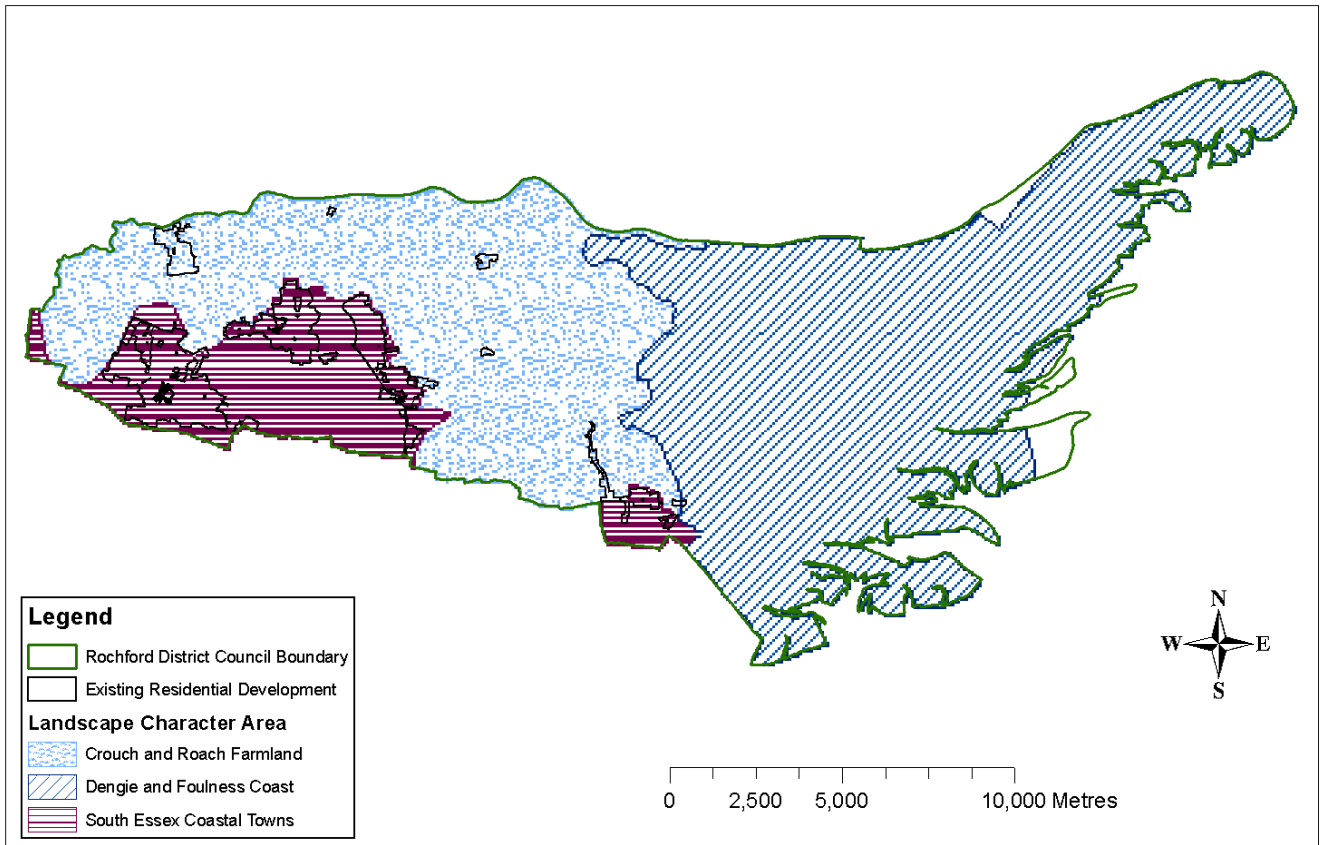 Legend
Rochford District Council Boundary
Existing Residential Development
Landscape Character Area
Crouch and Roach Farmland
Dengie and Foulness Coast
South Essex Coastal Towns
N
W E
S
0 2,500 5,000 10,000 Metres